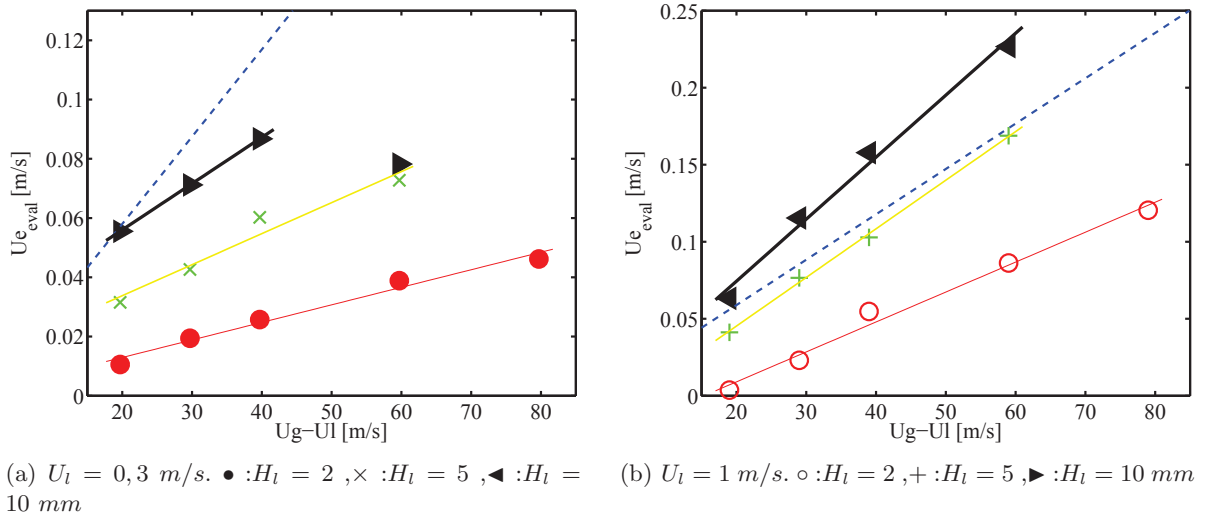 0.12
0.1
0.08
0.06
0.04
0.02
0
Ue_eval [m/s]
20 30 40 50 60 70 80
Ug−Ul [m/s]
(a) U_l = 0,3 m/s. ● :H_l = 2 ,× :H_l = 5 ,◀ :H_l =
10 mm
0.25
0.2
0.15
0.1
0.05
0
Ue_eval [m/s]
20 30 40 50 60 70 80
Ug−Ul [m/s]
(b) U_l = 1 m/s. ○ :H_l = 2 ,+ :H_l = 5 ,▶ :H_l = 10 mm